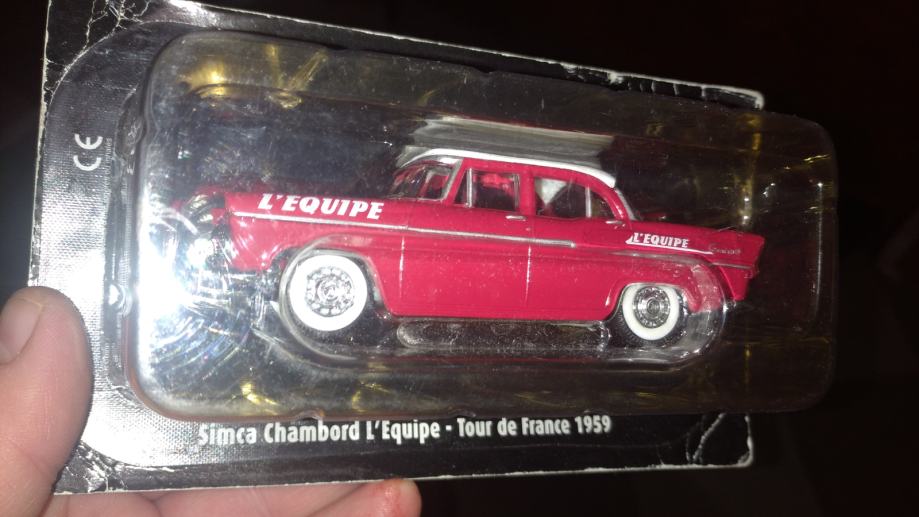 CE
L'EQUIPE
L'EQUIPE
Simca Chambord L'Equipe - Tour de France 1959